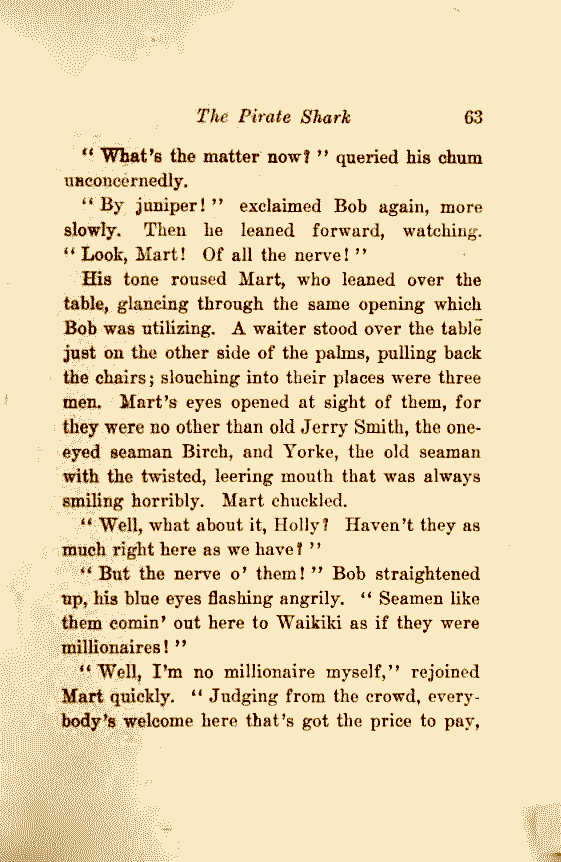 The Pirate Shark 63
“ What’s the matter now? ” queried his chum
unconcernedly.
“ By juniper! ” exclaimed Bob again, more
slowly. Then he leaned forward, watching.
“ Look, Mart! Of all the nerve! ”
His tone roused Mart, who leaned over the
table, glancing through the same opening which
Bob was utilizing. A waiter stood over the table
just on the other side of the palms, pulling back
the chairs; slouching into their places were three
men. Mart’s eyes opened at sight of them, for
they were no other than old Jerry Smith, the one-
eyed seaman Birch, and Yorke, the old seaman
with the twisted, leering mouth that was always
smiling horribly. Mart chuckled.
“ Well, what about it, Holly? Haven’t they as
much right here as we have? ”
“ But the nerve o’ them! ” Bob straightened
up, his blue eyes flashing angrily. “ Seamen like
them comin’ out here to Waikiki as if they were
millionaires! ”
“ Well, I’m no millionaire myself,” rejoined
Mart quickly. “ Judging from the crowd, every-
body’s welcome here that’s got the price to pay,